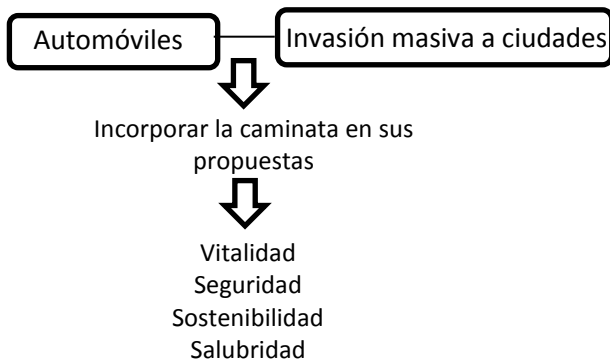 Automóviles
Invasión masiva a ciudades
Incorporar la caminata en sus
propuestas
Vitalidad
Seguridad
Sostenibilidad
Salubridad